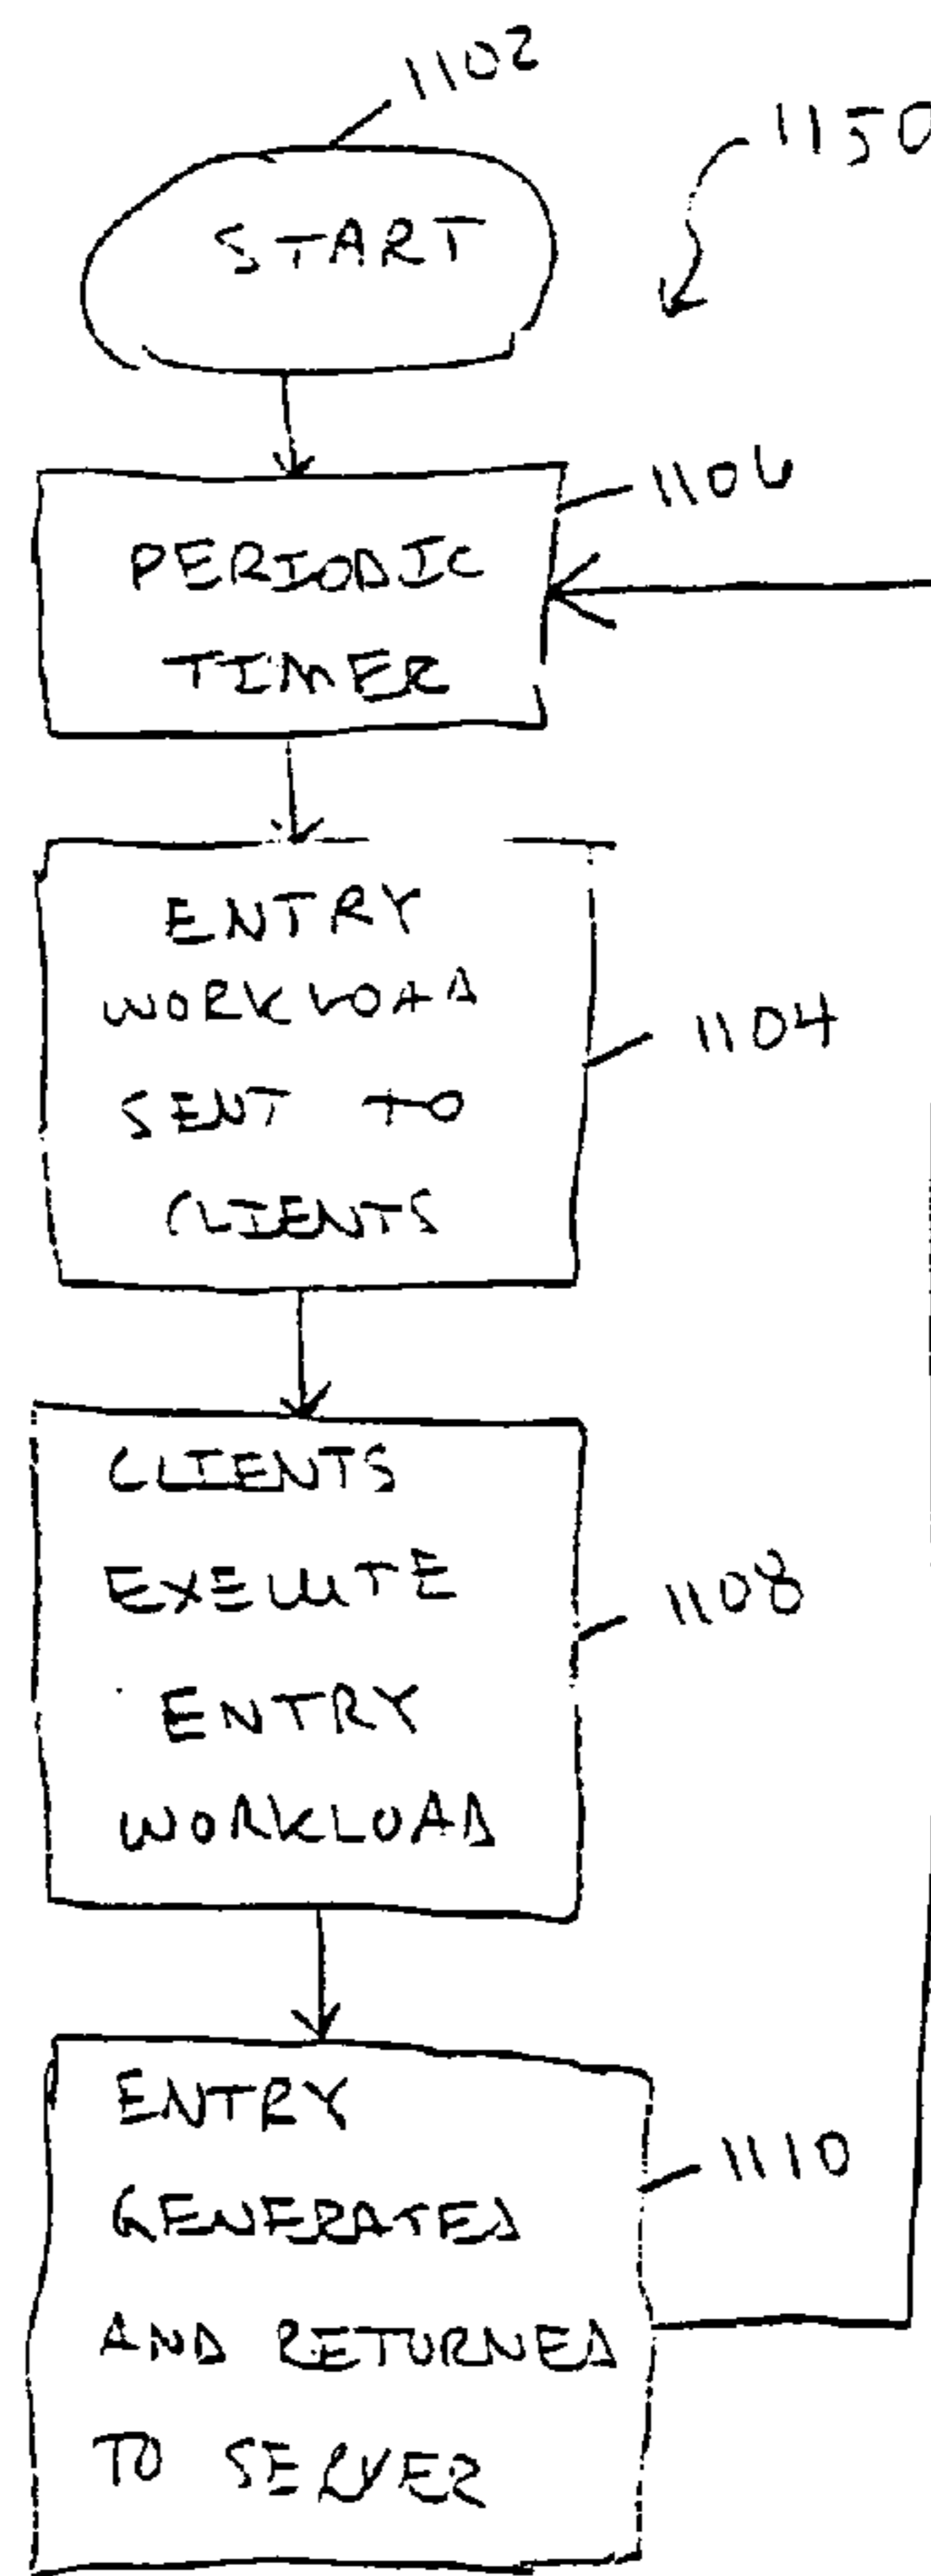 1102
1150
START
1106
PERIODIC
TIMER
ENTRY
WORKLOAD
SENT TO
CLIENTS
1104
CLIENTS
EXECUTE
ENTRY
WORKLOAD
1108
ENTRY
GENERATED
AND RETURNED
TO SERVER
1110